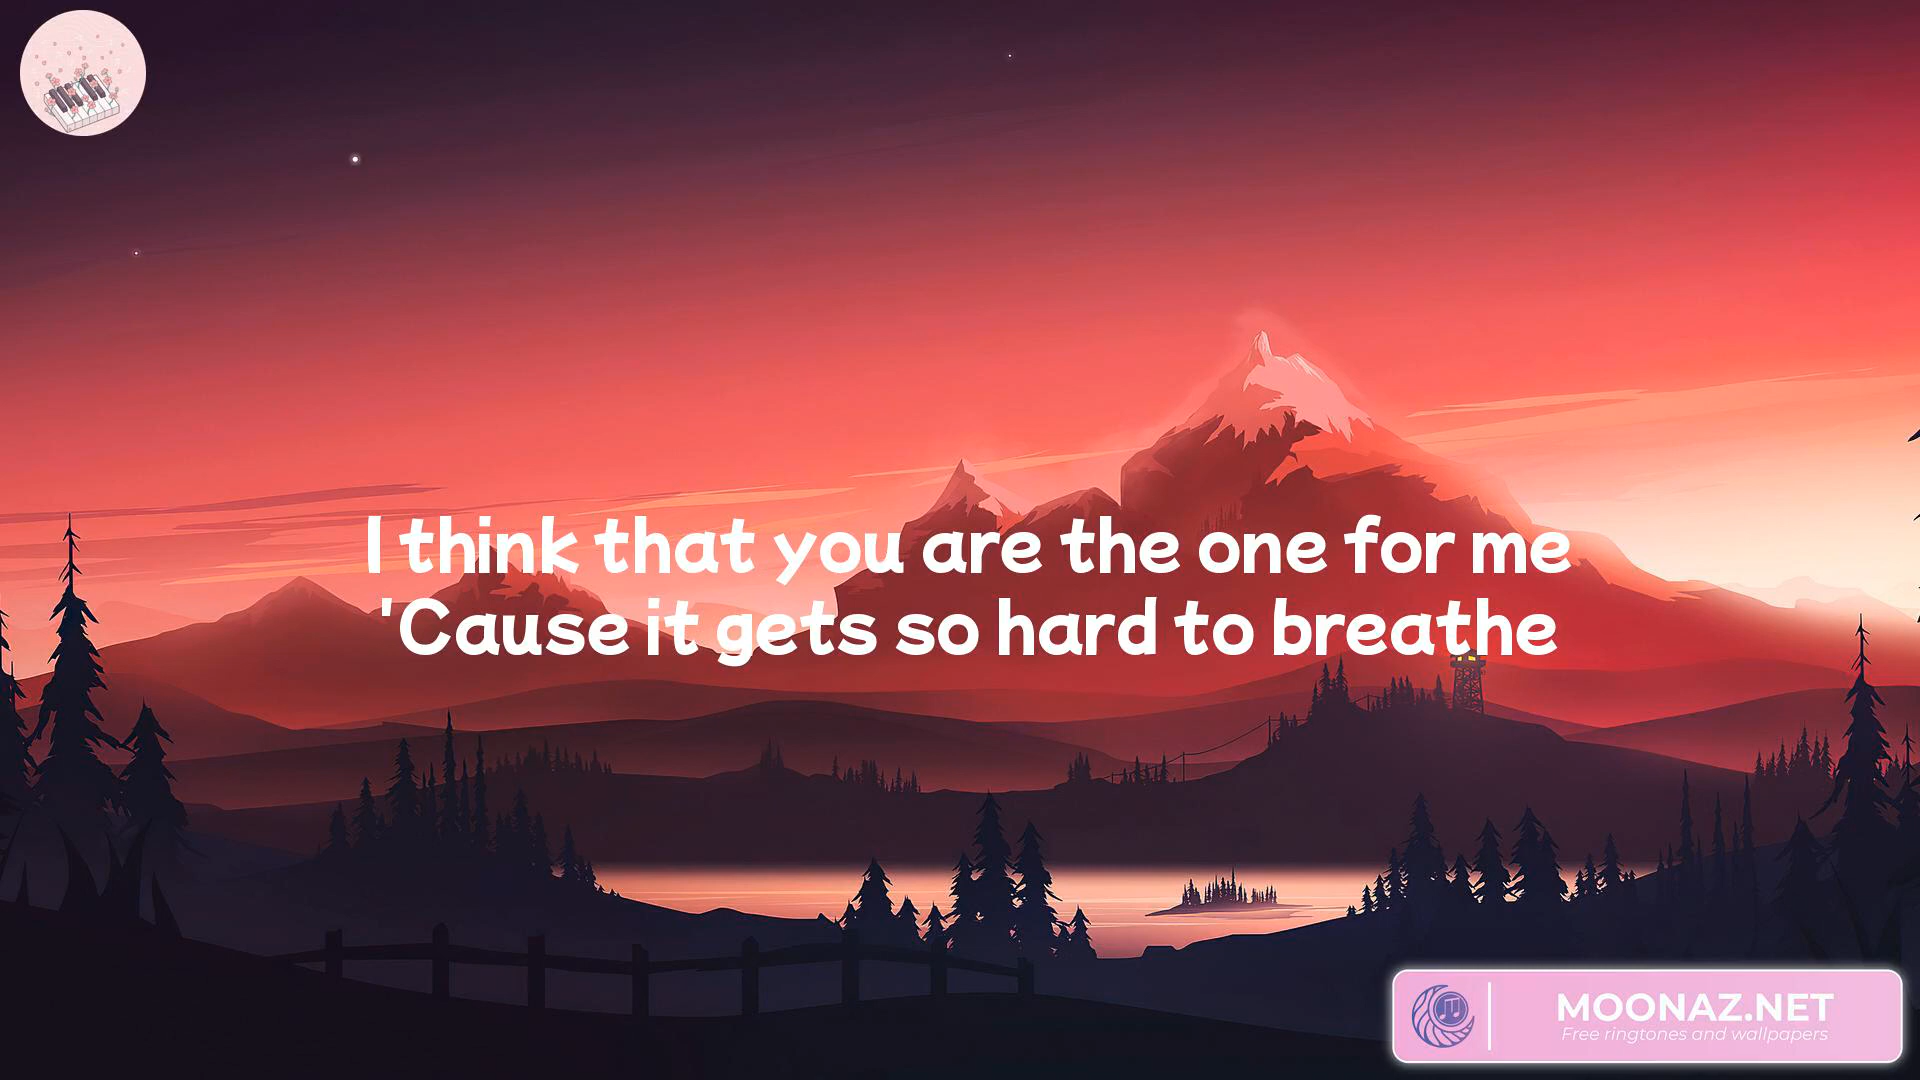 I think that you are the one for me
'Cause it gets so hard to breathe
MOONAZ.NET
Free ringtones and wallpapers